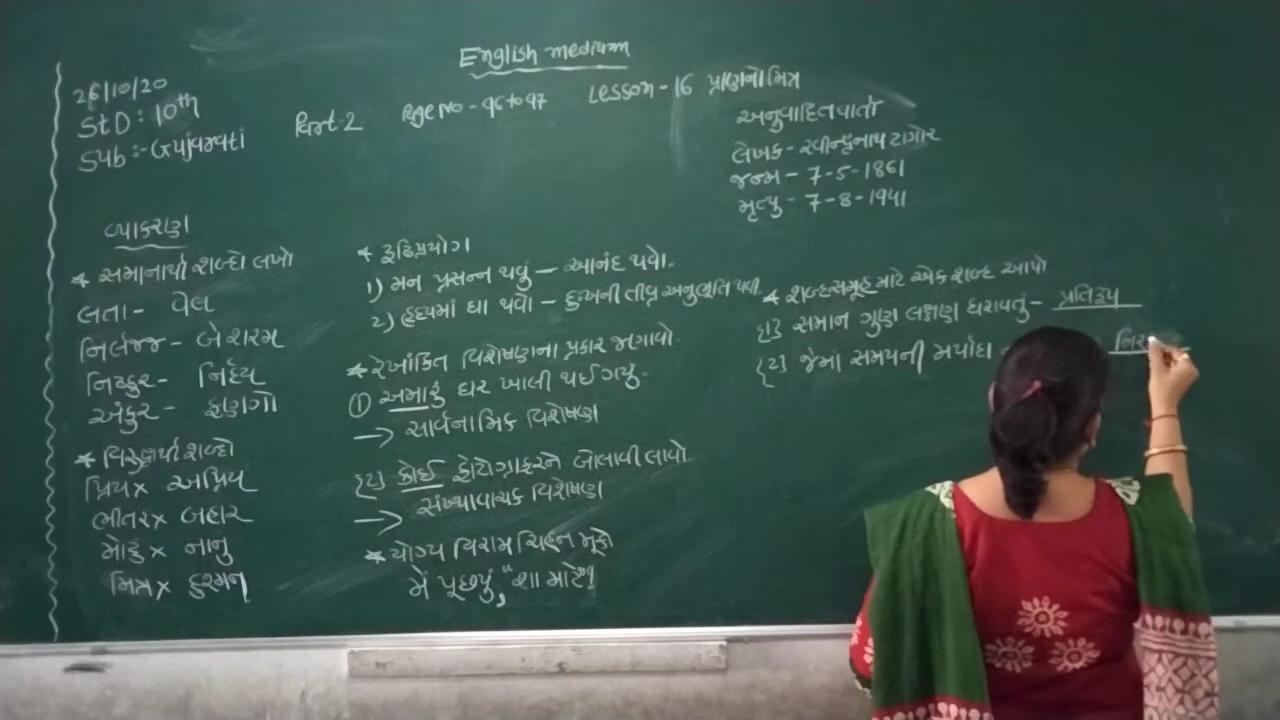 English medium
26/10/20
StD : 10th
Sub :- Gujarati
Part-2
Page No - 96 to 97
Lesson - 16 પ્રાણનો મિત્ર
અનુવાદિત વાર્તા
લેખક - રવીન્દ્રનાથ ટાગોર
જન્મ - 7-5-1861
મૃત્યુ - 7-8-1941
વ્યાકરણ
* સમાનાર્થી શબ્દો લખો
લતા - વેલ
નિર્લજ્જ - બેશરમ
નિષ્ઠુર - નિર્દય
અંકુર - ફણગો
* વિરુદ્ધાર્થી શબ્દો
પ્રિય x અપ્રિય
ભીતર x બહાર
મોટું x નાનુ
મિત્ર x દુશ્મન
* રૂઢિપ્રયોગ
1) મન પ્રસન્ન થવું - આનંદ થવો.
2) હૃદયમાં ઘા થવો - દુઃખની તીવ્ર અનુભૂતિ થવી
* રેખાંકિત વિશેષણના પ્રકાર જણાવો
① અમારું ઘર ખાલી થઈ ગયુ.
→ સાર્વનામિક વિશેષણ
(૨) કોઈ ફોટોગ્રાફરને બોલાવી લાવો
→ સંખ્યાવાચક વિશેષણ
* યોગ્ય વિરામ ચિહ્ન મૂકો
મેં પૂછયું, "શા માટે"?
* શબ્દસમૂહ માટે એક શબ્દ આપો
(૧) સમાન ગુણ લક્ષણ ધરાવતું - પ્રતિરૂપ
(૨) જેમાં સમયની મર્યાદા - નિર